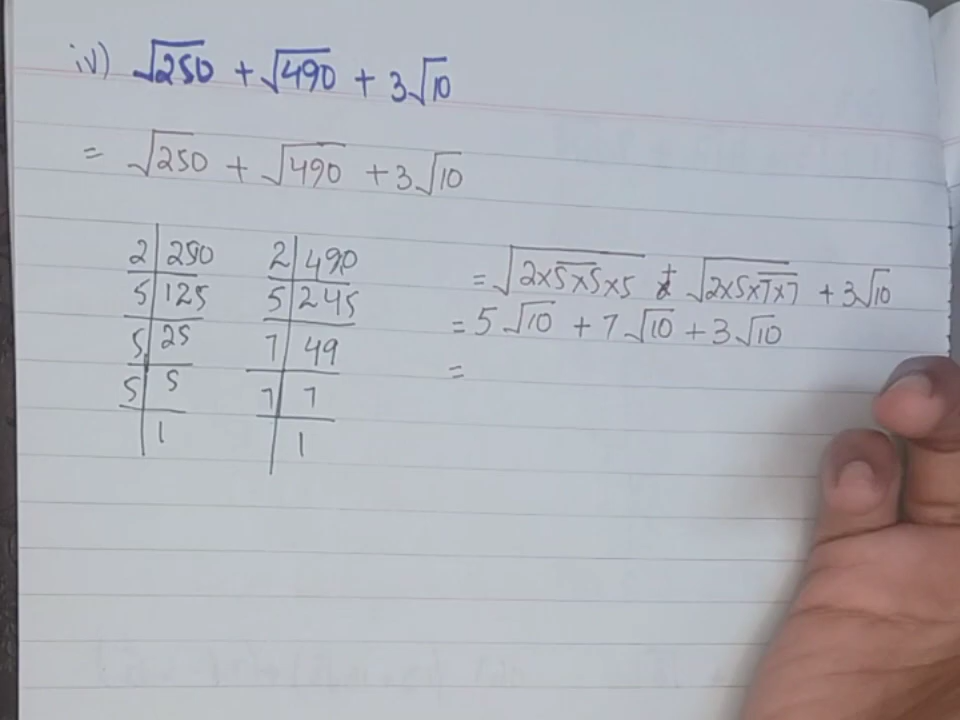 iv) √250 + √490 + 3√10
= √250 + √490 + 3√10
2|250
5|125
5|25
5|5
|1
2|490
5|245
7|49
7|7
|1
= √2×5×5×5 + √2×5×7×7 + 3√10
= 5√10 + 7√10 + 3√10
=